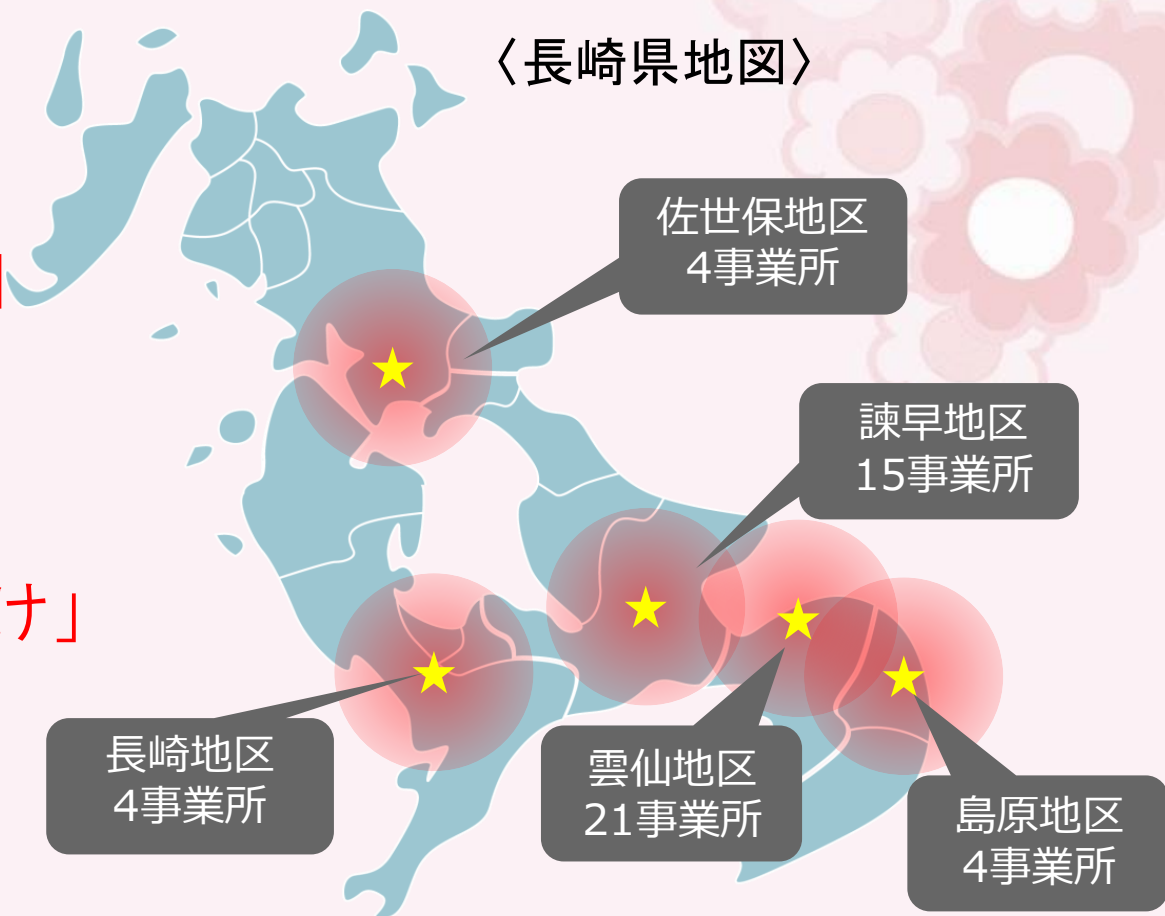 〈長崎県地図〉
佐世保地区
4事業所
諫早地区
15事業所
け」
長崎地区
4事業所
雲仙地区
21事業所
島原地区
4事業所